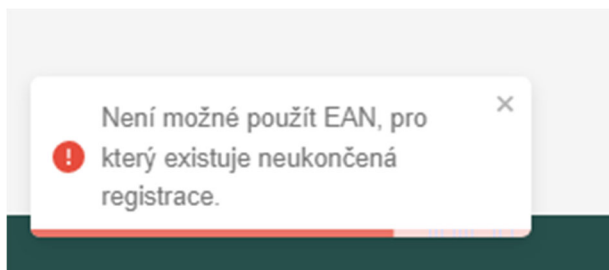 Není možné použít EAN, pro
který existuje neukončená
registrace.